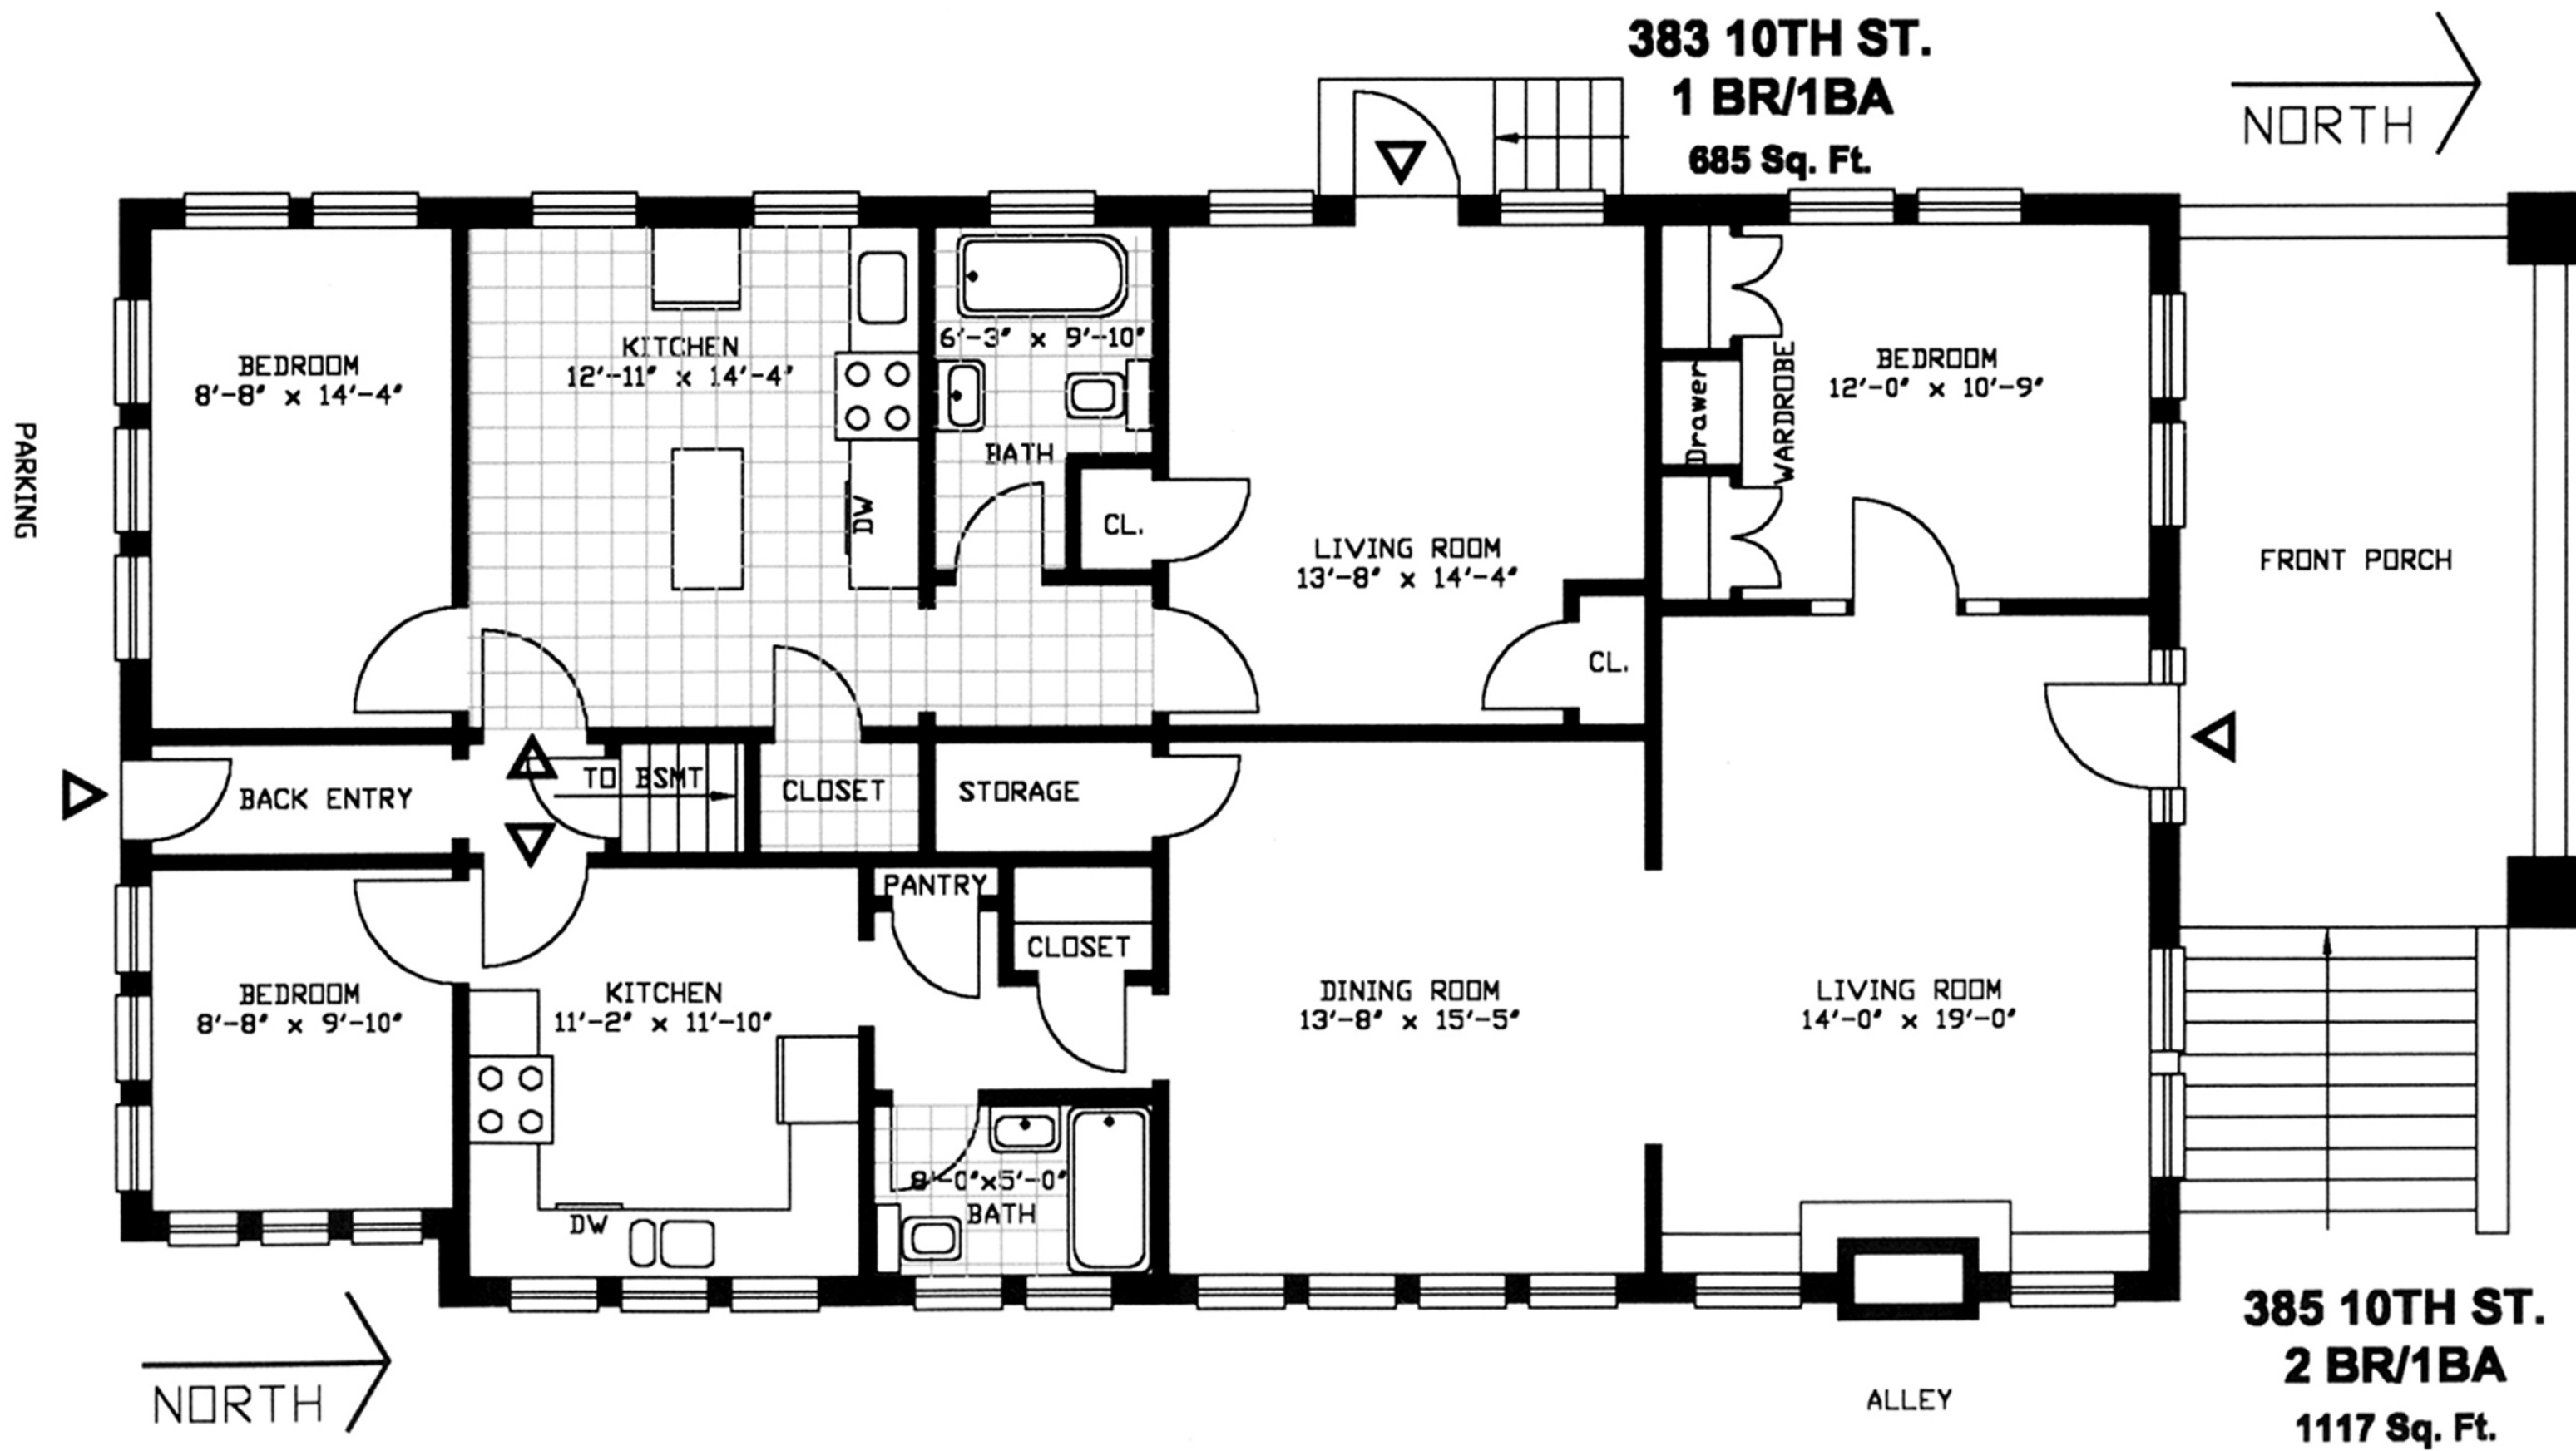 383 10TH ST.
1 BR/1BA
685 Sq. Ft.
NORTH
PARKING
BEDROOM
8'-8" x 14'-4"
KITCHEN
12'-11" x 14'-4"
DW
6'-3" x 9'-10"
BATH
CL.
LIVING ROOM
13'-8" x 14'-4"
CL.
Drawer
WARDROBE
BEDROOM
12'-0" x 10'-9"
FRONT PORCH
BACK ENTRY
TO BSMT
CLOSET
STORAGE
PANTRY
CLOSET
BEDROOM
8'-8" x 9'-10"
KITCHEN
11'-2" x 11'-10"
DW
8'-0"x5'-0"
BATH
DINING ROOM
13'-8" x 15'-5"
LIVING ROOM
14'-0" x 19'-0"
NORTH
ALLEY
385 10TH ST.
2 BR/1BA
1117 Sq. Ft.